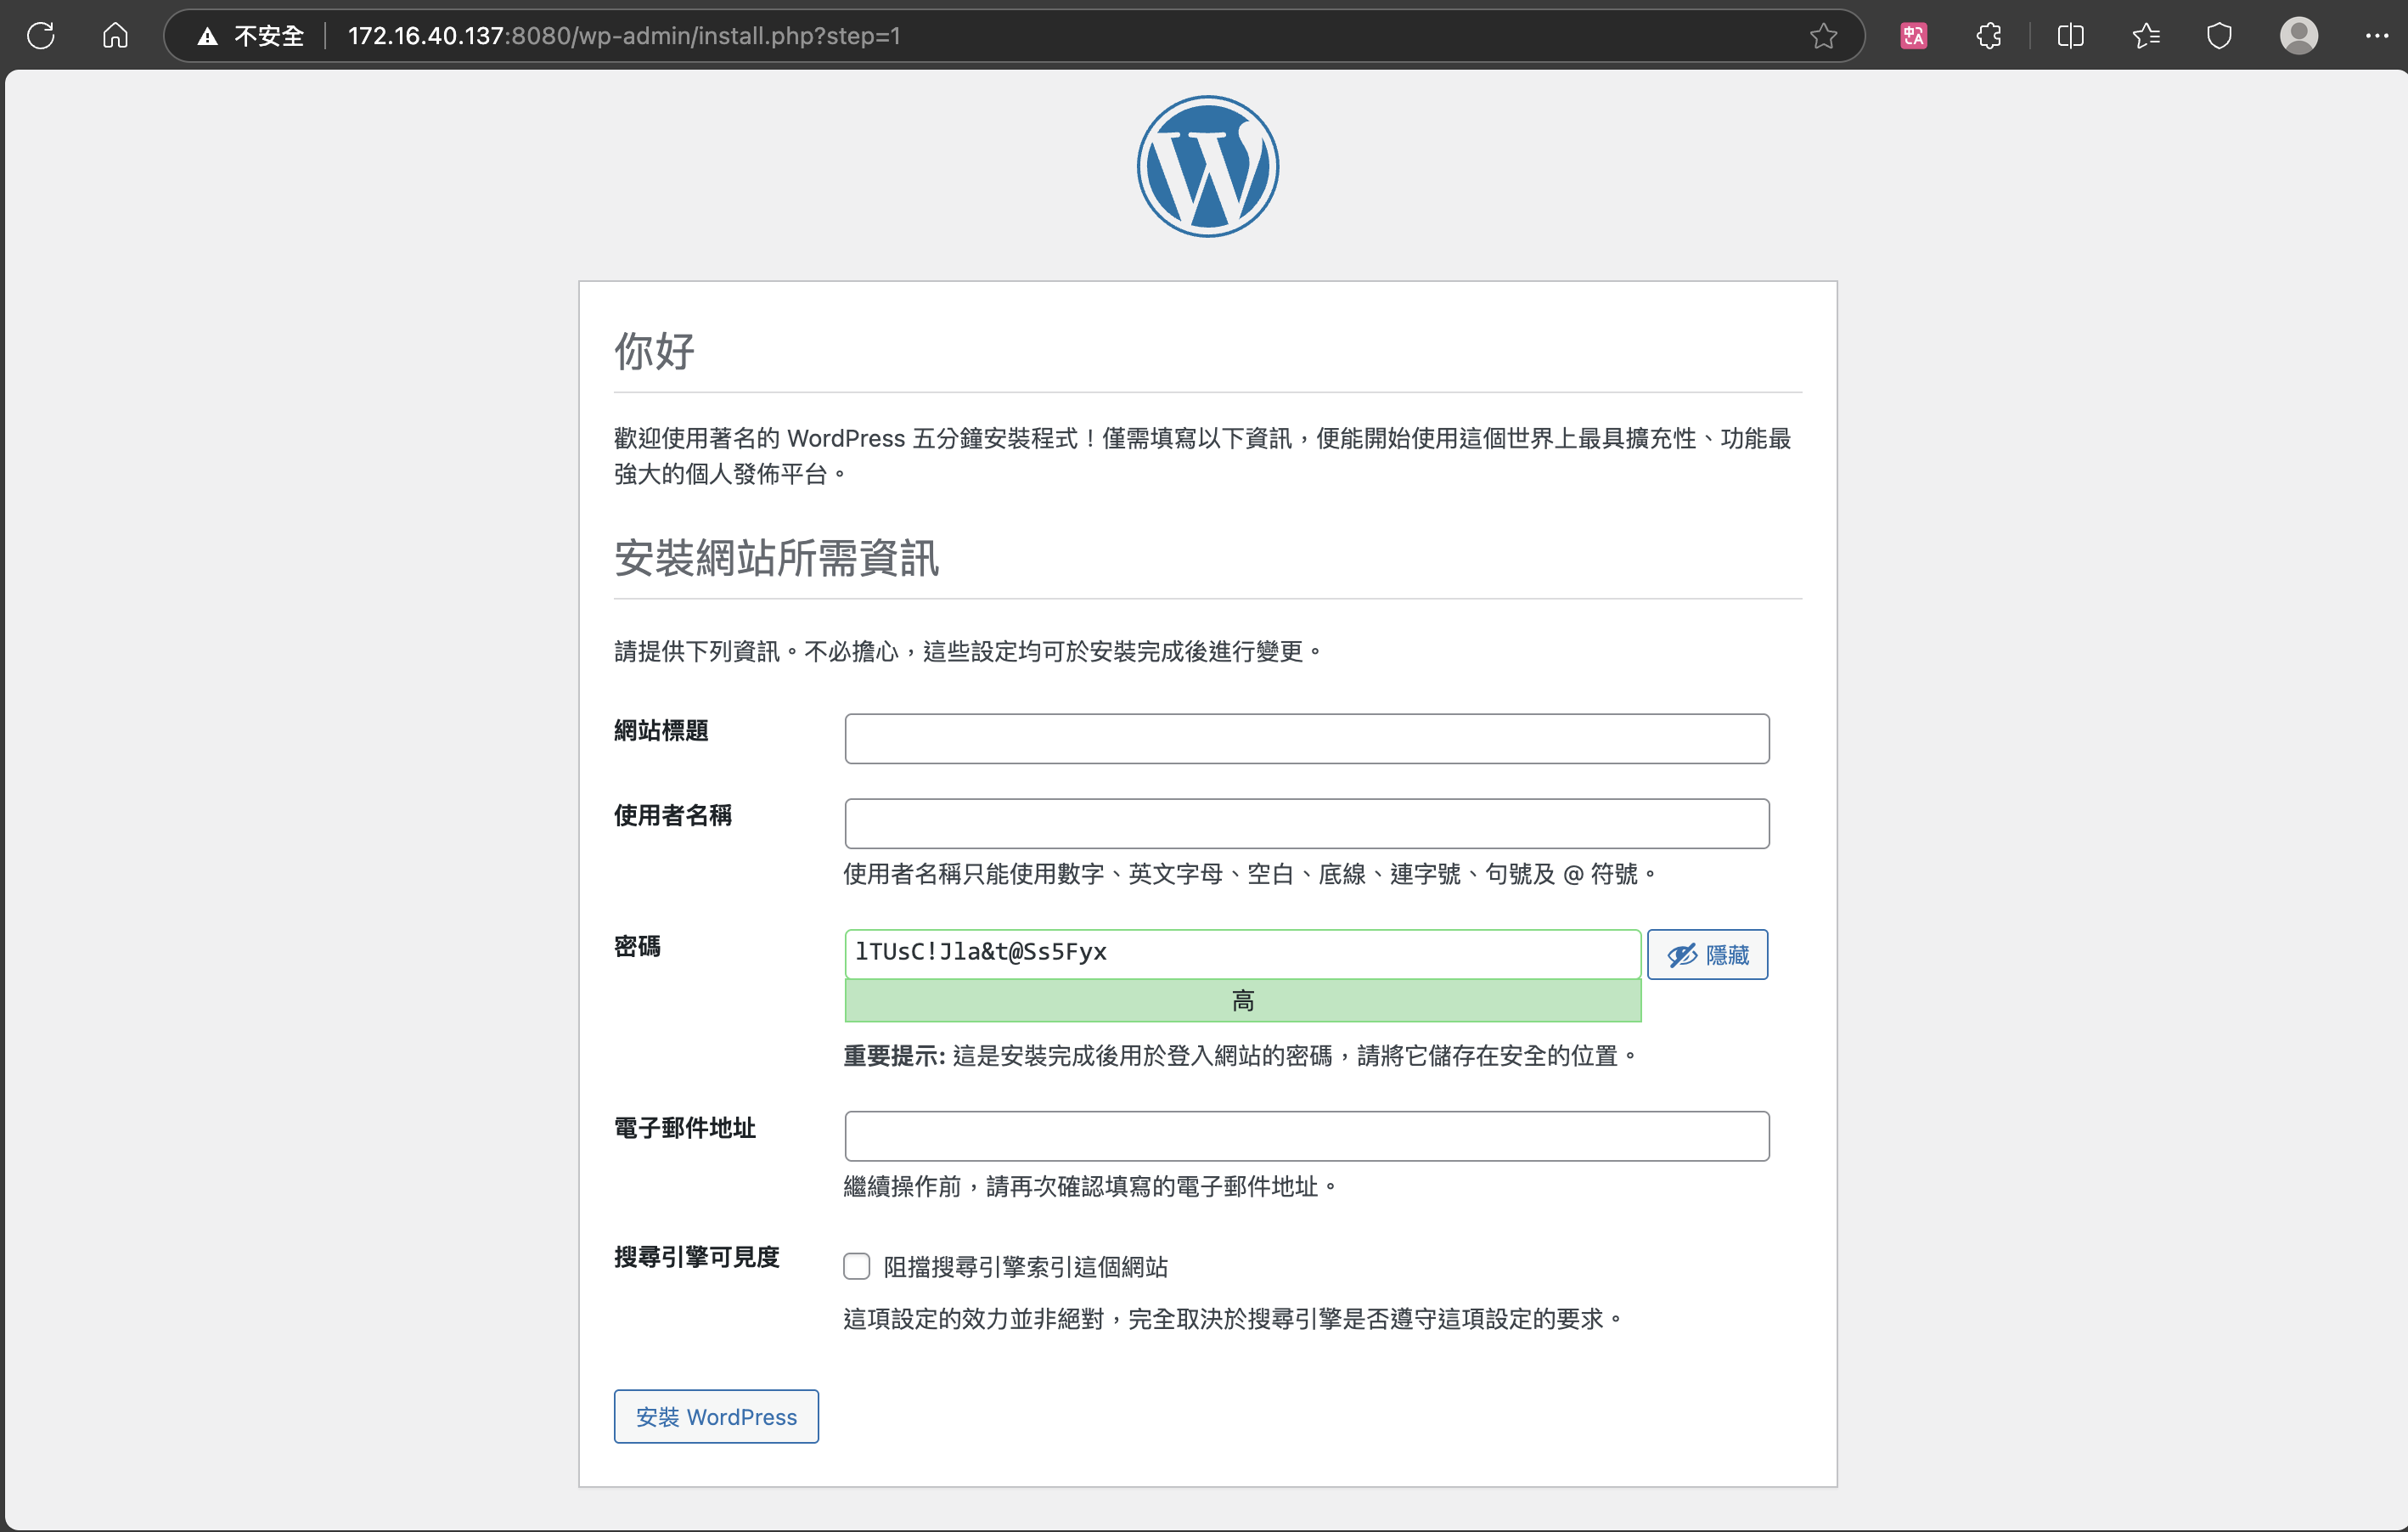 不安全 172.16.40.137:8080/wp-admin/install.php?step=1
你好
歡迎使用著名的 WordPress 五分鐘安裝程式！僅需填寫以下資訊，便能開始使用這個世界上最具擴充性、功能最
強大的個人發佈平台。
安裝網站所需資訊
請提供下列資訊。不必擔心，這些設定均可於安裝完成後進行變更。
網站標題
使用者名稱
使用者名稱只能使用數字、英文字母、空白、底線、連字號、句號及 @ 符號。
密碼
lTUsC!Jla&t@Ss5Fyx
隱藏
高
重要提示: 這是安裝完成後用於登入網站的密碼，請將它儲存在安全的位置。
電子郵件地址
繼續操作前，請再次確認填寫的電子郵件地址。
搜尋引擎可見度
阻擋搜尋引擎索引這個網站
這項設定的效力並非絕對，完全取決於搜尋引擎是否遵守這項設定的要求。
安裝 WordPress